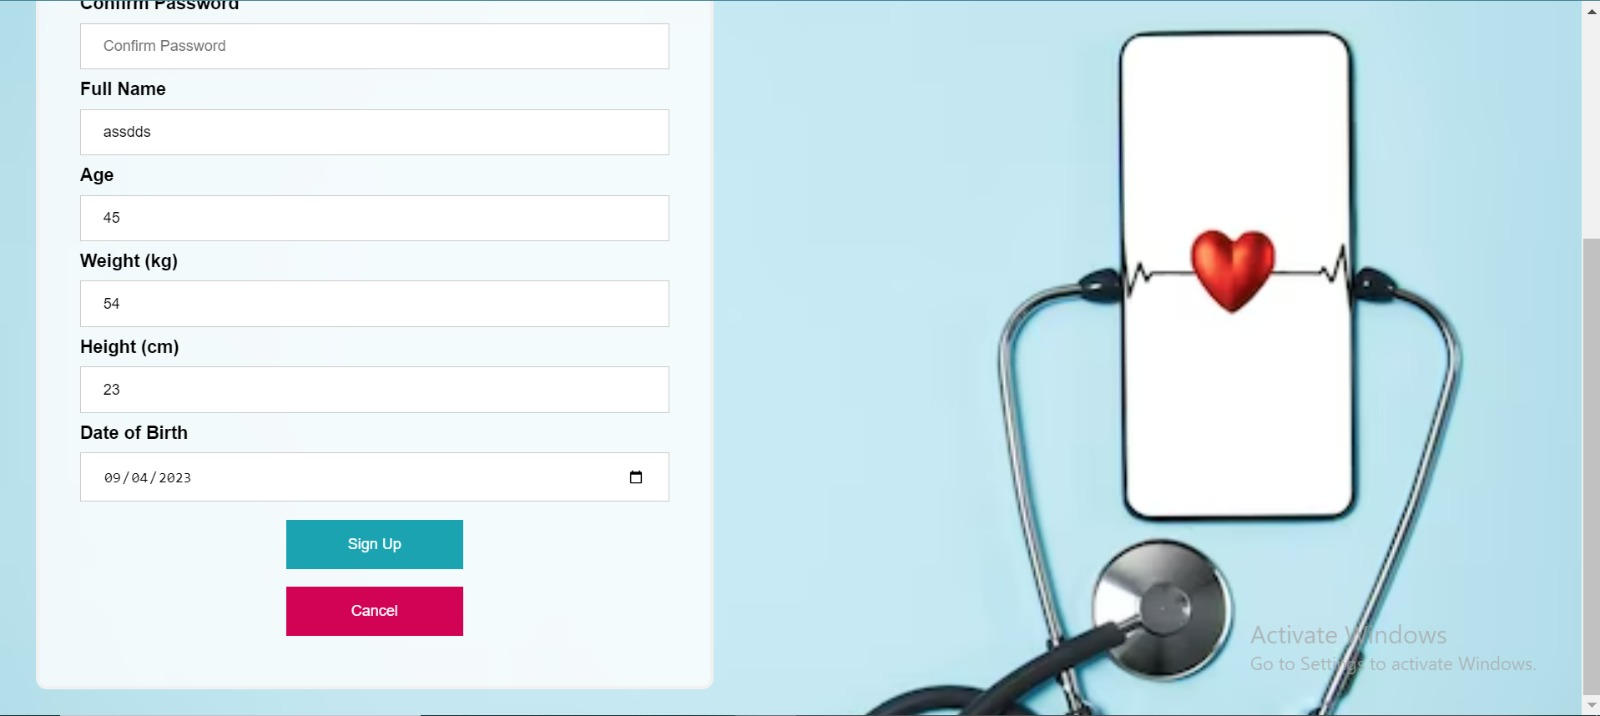 Confirm Password
Confirm Password
Full Name
assdds
Age
45
Weight (kg)
54
Height (cm)
23
Date of Birth
09/04/2023
Sign Up
Cancel
Activate Windows
Go to Settings to activate Windows.